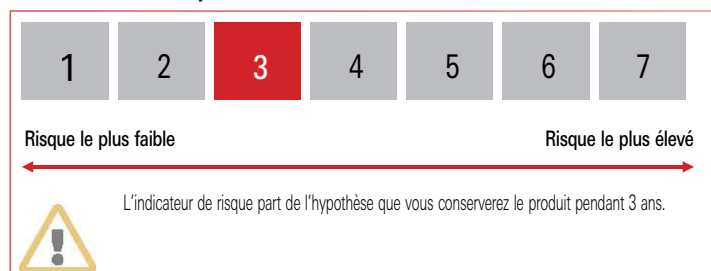 1 2 3 4 5 6 7
Risque le plus faible Risque le plus élevé
L'indicateur de risque part de l'hypothèse que vous conserverez le produit pendant 3 ans.